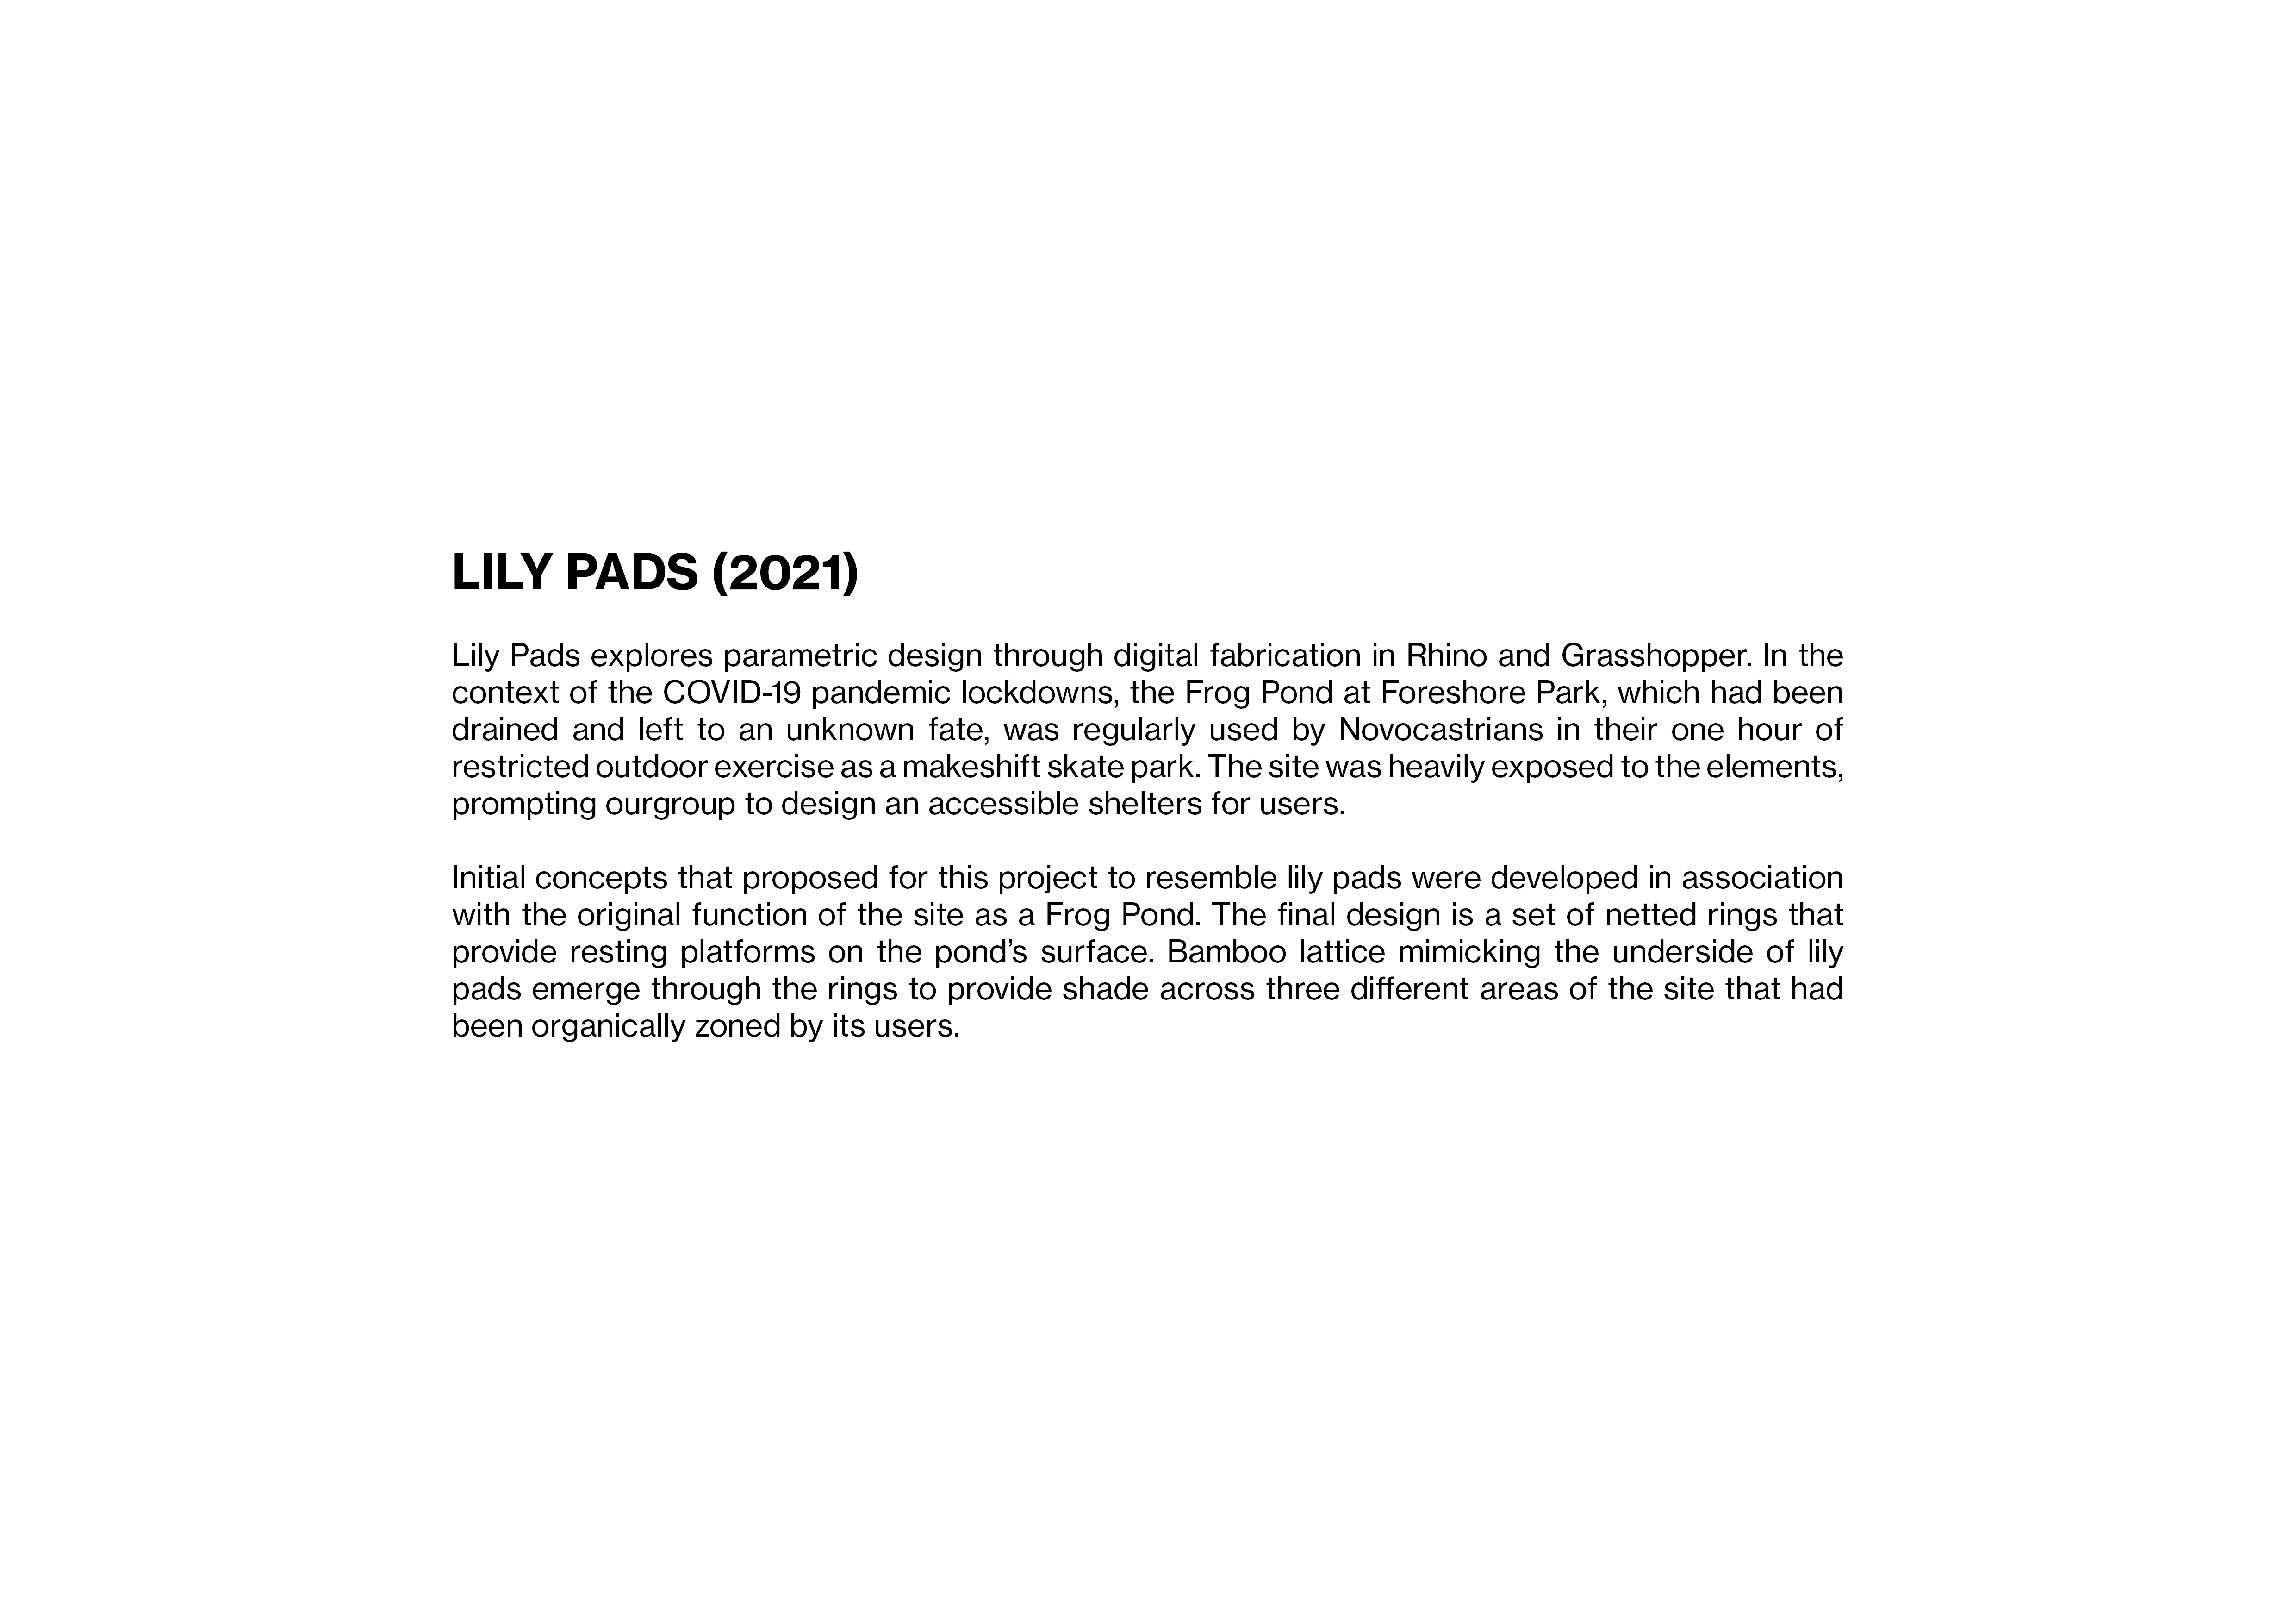 LILY PADS (2021)
Lily Pads explores parametric design through digital fabrication in Rhino and Grasshopper. In the
context of the COVID-19 pandemic lockdowns, the Frog Pond at Foreshore Park, which had been
drained and left to an unknown fate, was regularly used by Novocastrians in their one hour of
restricted outdoor exercise as a makeshift skate park. The site was heavily exposed to the elements,
prompting ourgroup to design an accessible shelters for users.
Initial concepts that proposed for this project to resemble lily pads were developed in association
with the original function of the site as a Frog Pond. The final design is a set of netted rings that
provide resting platforms on the pond’s surface. Bamboo lattice mimicking the underside of lily
pads emerge through the rings to provide shade across three different areas of the site that had
been organically zoned by its users.